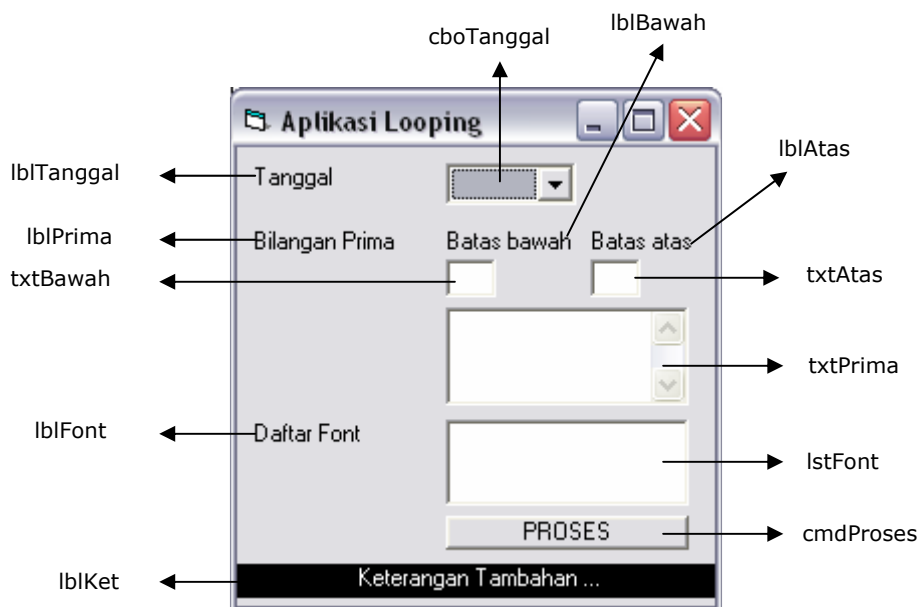 lblBawah
cboTanggal
Aplikasi Looping
lblAtas
lblTanggal
Tanggal
lblPrima
Bilangan Prima
Batas bawah
Batas atas
txtBawah
txtAtas
txtPrima
lblFont
Daftar Font
lstFont
PROSES
cmdProses
lblKet
Keterangan Tambahan ...